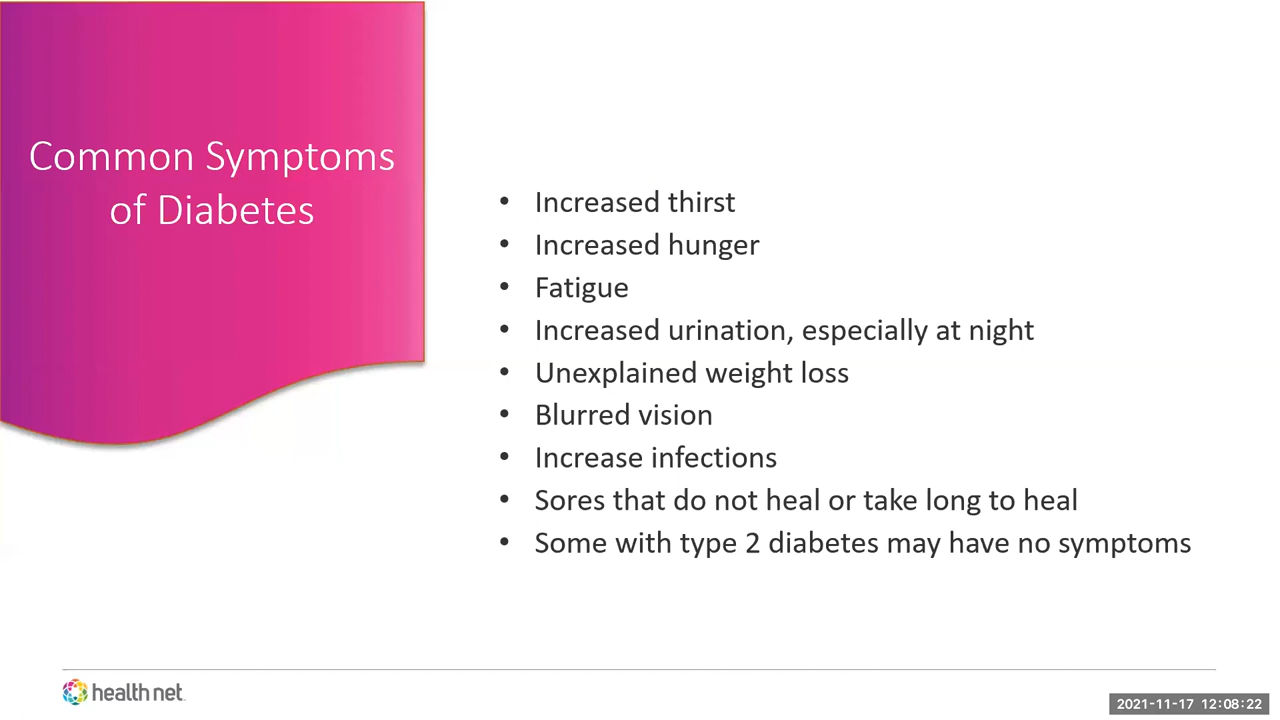 Common Symptoms
of Diabetes
• Increased thirst
• Increased hunger
• Fatigue
• Increased urination, especially at night
• Unexplained weight loss
• Blurred vision
• Increase infections
• Sores that do not heal or take long to heal
• Some with type 2 diabetes may have no symptoms
health net
2021-11-17 12:08:22